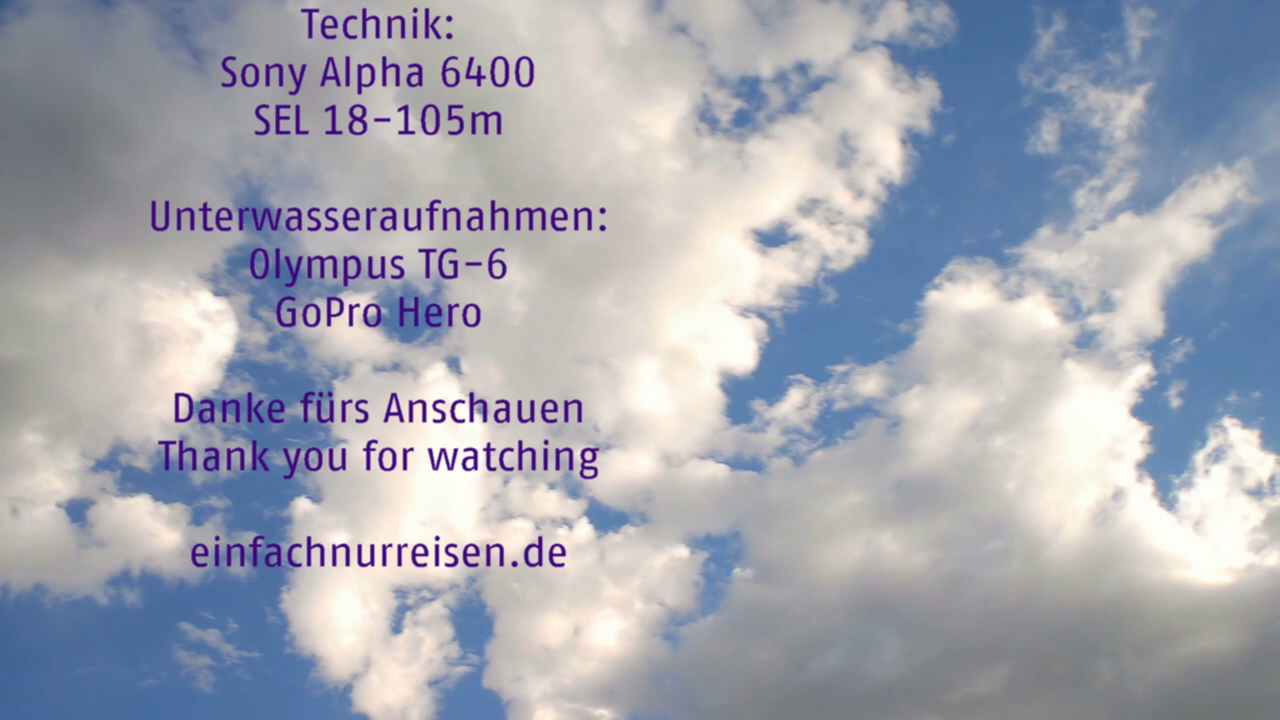 Technik:
Sony Alpha 6400
SEL 18-105m
Unterwasseraufnahmen:
Olympus TG-6
GoPro Hero
Danke fürs Anschauen
Thank you for watching
einfachnurreisen.de